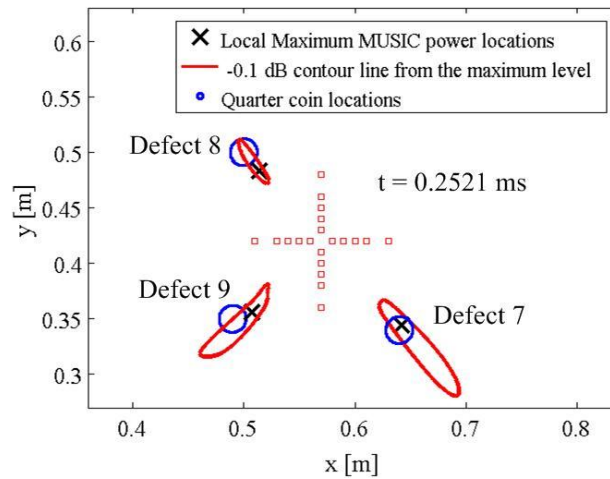 Local Maximum MUSIC power locations
-0.1 dB contour line from the maximum level
Quarter coin locations
Defect 8
t = 0.2521 ms
Defect 9
Defect 7
0.6
0.55
0.5
0.45
0.4
0.35
0.3
y [m]
0.4
0.5
0.6
0.7
0.8
x [m]